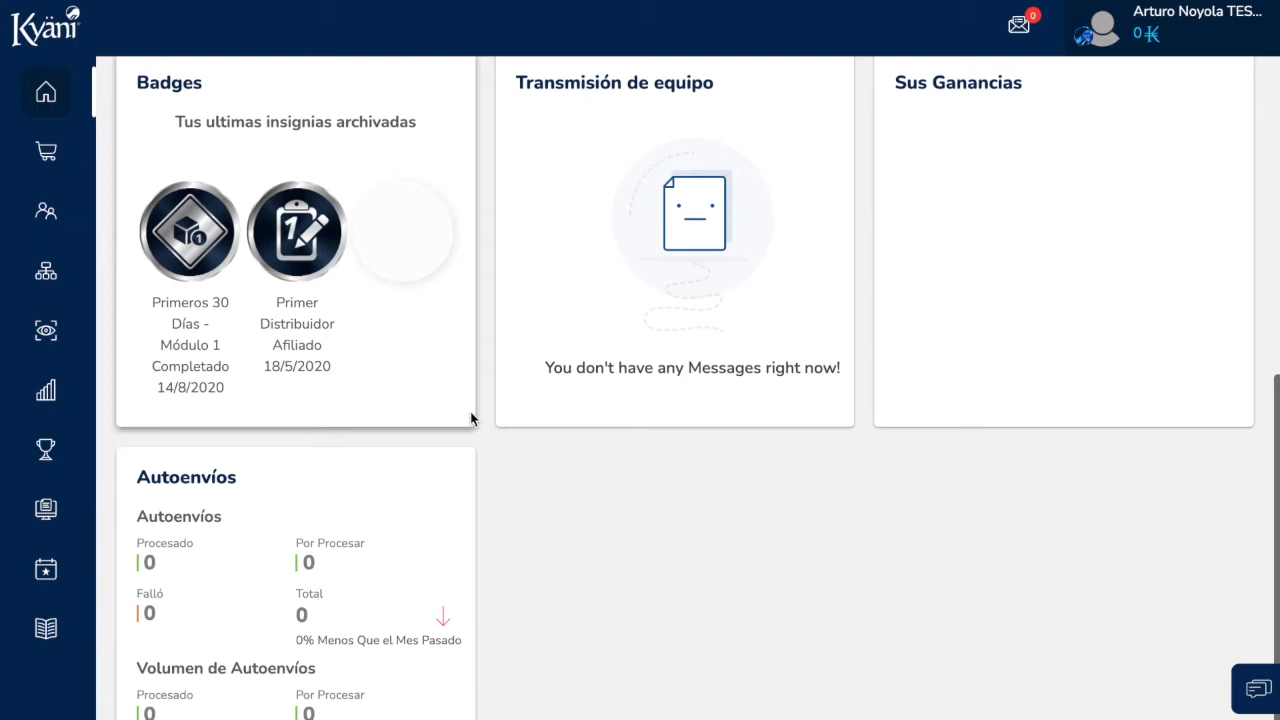 Kyäni
0
Arturo Noyola TES...
0
Badges
Tus ultimas insignias archivadas
1
Primeros 30
Días -
Módulo 1
Completado
14/8/2020
1
Primer
Distribuidor
Afiliado
18/5/2020
Transmisión de equipo
You don't have any Messages right now!
Sus Ganancias
Autoenvíos
Autoenvíos
Procesado
Por Procesar
0
0
Falló
Total
0
0
0% Menos Que el Mes Pasado
Volumen de Autoenvíos
Procesado
Por Procesar
0
0